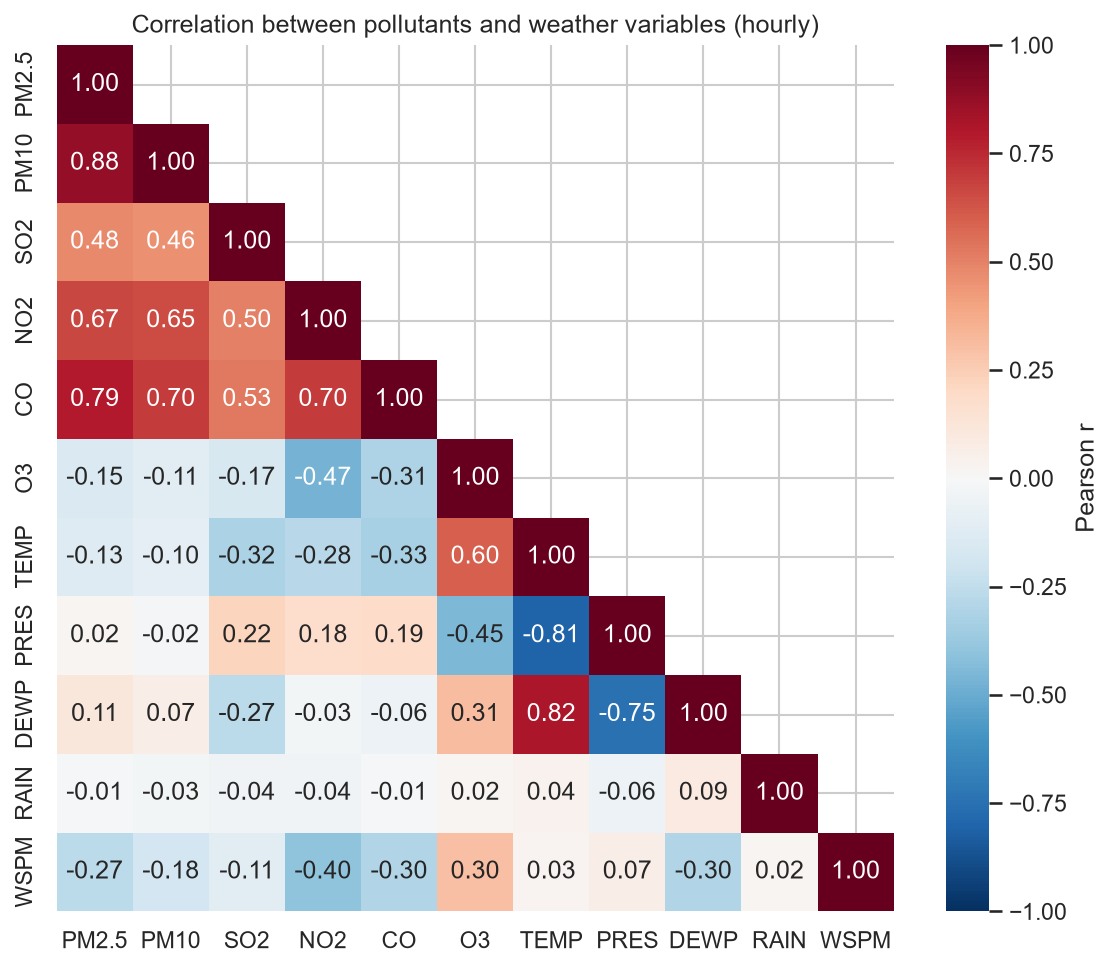 Correlation between pollutants and weather variables (hourly)
PM2.5 1.00
PM10 0.88 1.00
SO2 0.48 0.46 1.00
NO2 0.67 0.65 0.50 1.00
CO 0.79 0.70 0.53 0.70 1.00
O3 -0.15 -0.11 -0.17 -0.47 -0.31 1.00
TEMP -0.13 -0.10 -0.32 -0.28 -0.33 0.60 1.00
PRES 0.02 -0.02 0.22 0.18 0.19 -0.45 -0.81 1.00
DEWP 0.11 0.07 -0.27 -0.03 -0.06 0.31 0.82 -0.75 1.00
RAIN -0.01 -0.03 -0.04 -0.04 -0.01 0.02 0.04 -0.06 0.09 1.00
WSPM -0.27 -0.18 -0.11 -0.40 -0.30 0.30 0.03 0.07 -0.30 0.02 1.00
PM2.5 PM10 SO2 NO2 CO O3 TEMP PRES DEWP RAIN WSPM
1.00
0.75
0.50
0.25
0.00
−0.25
−0.50
−0.75
−1.00
Pearson r